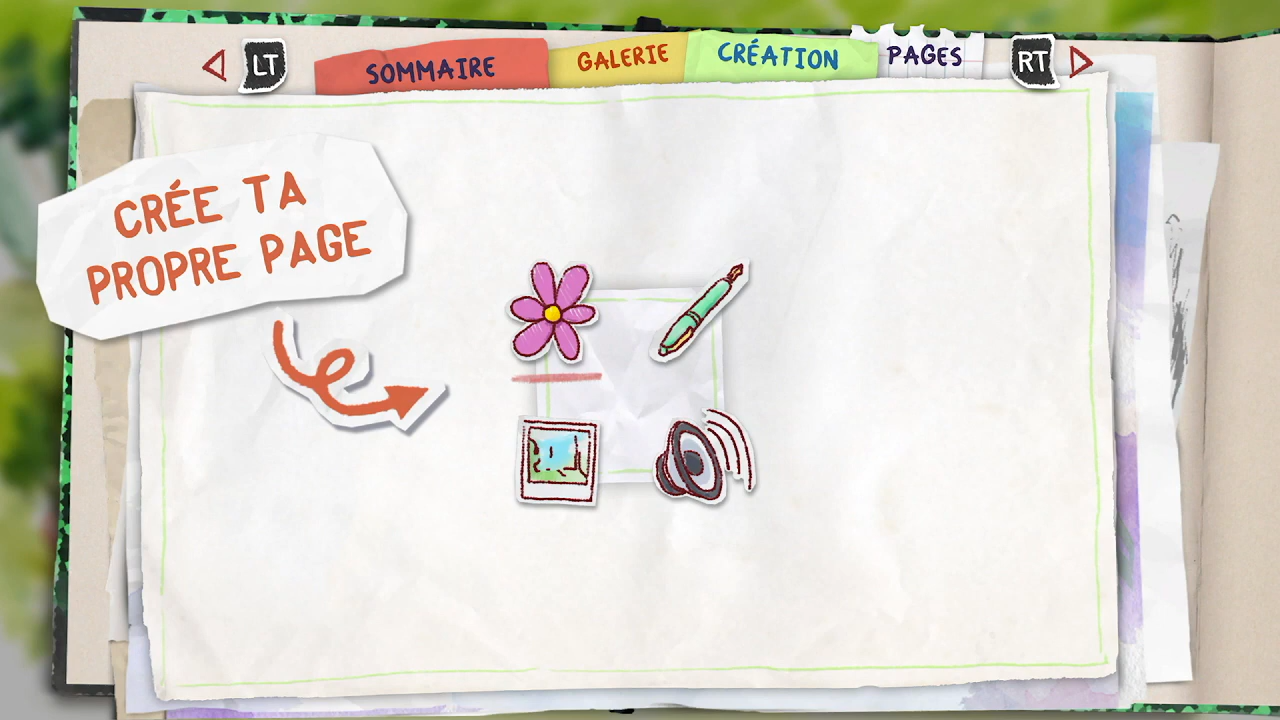 LT
SOMMAIRE
GALERIE
CRÉATION
PAGES
RT
CRÉE TA
PROPRE PAGE